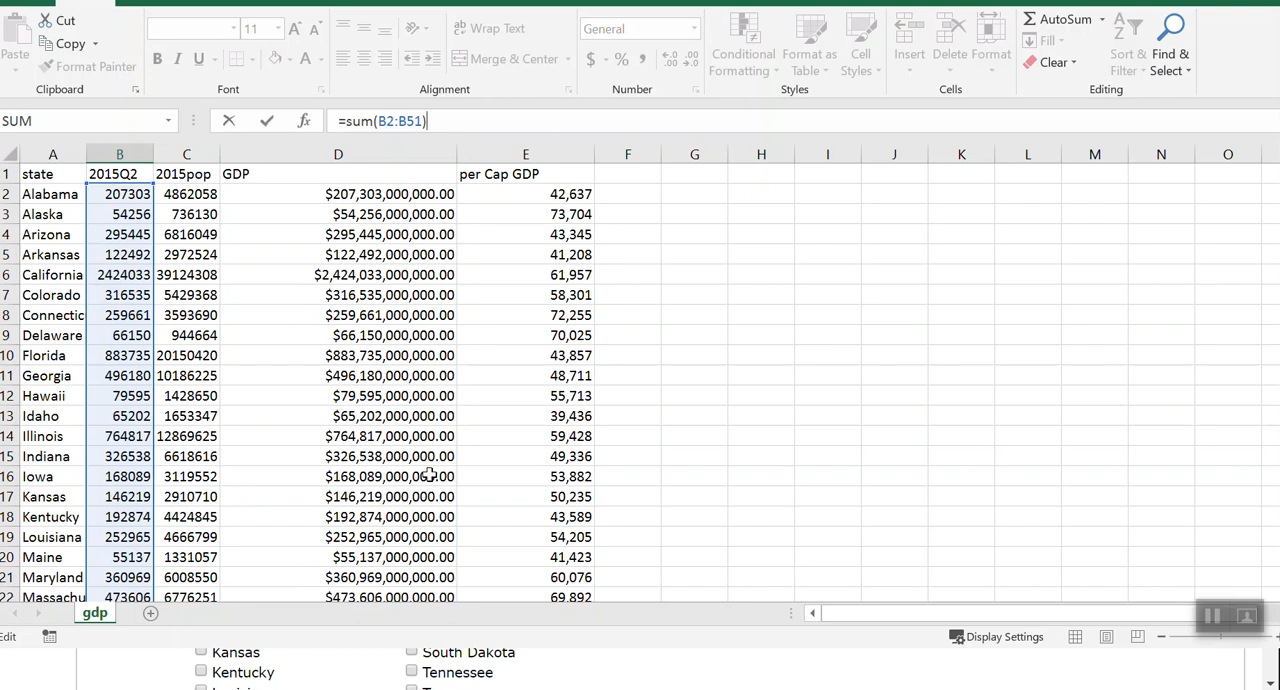 Cut
Copy
Format Painter
Paste
Clipboard
11
B I U
Font
ab Wrap Text
Merge & Center
Alignment
General
$ % ,
Number
Conditional Formatting
Format as Table
Cell Styles
Styles
Insert Delete Format
Cells
AutoSum
Fill
Clear
Sort & Filter
Find & Select
Editing
SUM
fx
=sum(B2:B51)
A B C D E F G H I J K L M N O
1 state 2015Q2 2015pop GDP per Cap GDP
2 Alabama 207303 4862058 $207,303,000,000.00 42,637
3 Alaska 54256 736130 $54,256,000,000.00 73,704
4 Arizona 295445 6816049 $295,445,000,000.00 43,345
5 Arkansas 122492 2972524 $122,492,000,000.00 41,208
6 California 2424033 39124308 $2,424,033,000,000.00 61,957
7 Colorado 316535 5429368 $316,535,000,000.00 58,301
8 Connectic 259661 3593690 $259,661,000,000.00 72,255
9 Delaware 66150 944664 $66,150,000,000.00 70,025
10 Florida 883735 20150420 $883,735,000,000.00 43,857
11 Georgia 496180 10186225 $496,180,000,000.00 48,711
12 Hawaii 79595 1428650 $79,595,000,000.00 55,713
13 Idaho 65202 1653347 $65,202,000,000.00 39,436
14 Illinois 764817 12869625 $764,817,000,000.00 59,428
15 Indiana 326538 6618616 $326,538,000,000.00 49,336
16 Iowa 168089 3119552 $168,089,000,000.00 53,882
17 Kansas 146219 2910710 $146,219,000,000.00 50,235
18 Kentucky 192874 4424845 $192,874,000,000.00 43,589
19 Louisiana 252965 4666799 $252,965,000,000.00 54,205
20 Maine 55137 1331057 $55,137,000,000.00 41,423
21 Maryland 360969 6008550 $360,969,000,000.00 60,076
22 Massachu 473606 6776251 $473,606,000,000.00 69,892
gdp
Edit
Display Settings
Kansas
South Dakota
Kentucky
Tennessee